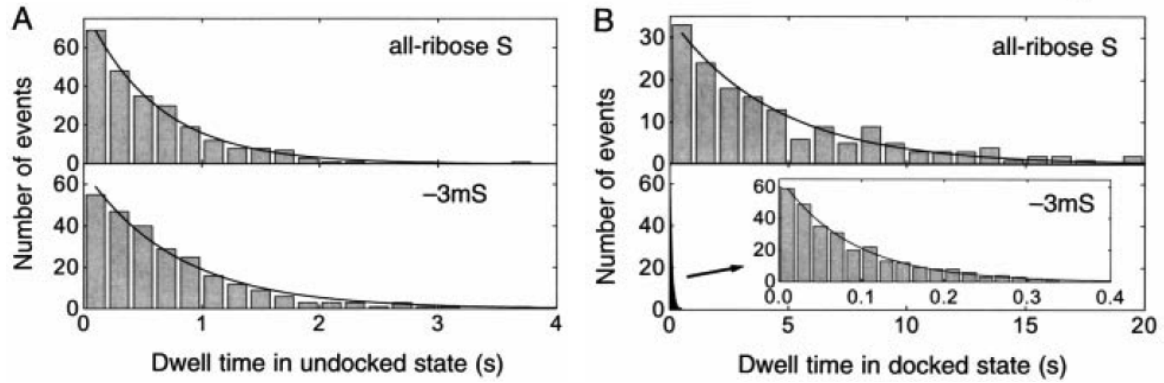 A
all-ribose S
60
40
20
0
Number of events
–3mS
60
40
20
0
0 1 2 3 4
Dwell time in undocked state (s)
B
all-ribose S
30
20
10
0
Number of events
–3mS
60
40
20
0
60
40
20
0
0.0 0.1 0.2 0.3 0.4
0 5 10 15 20
Dwell time in docked state (s)